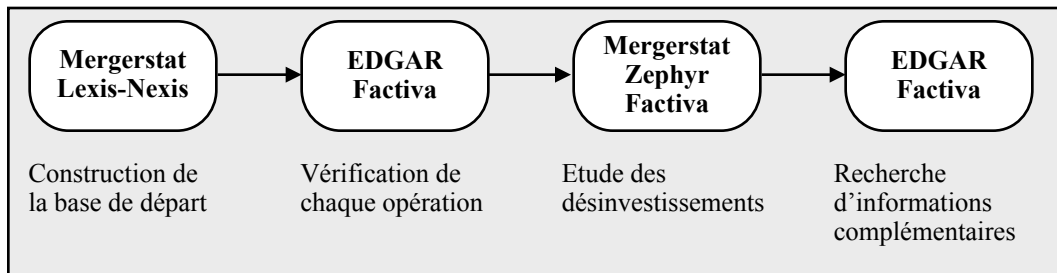 Mergerstat
Lexis-Nexis
EDGAR
Factiva
Mergerstat
Zephyr
Factiva
EDGAR
Factiva
Construction de
la base de départ
Vérification de
chaque opération
Etude des
désinvestissements
Recherche
d’informations
complémentaires